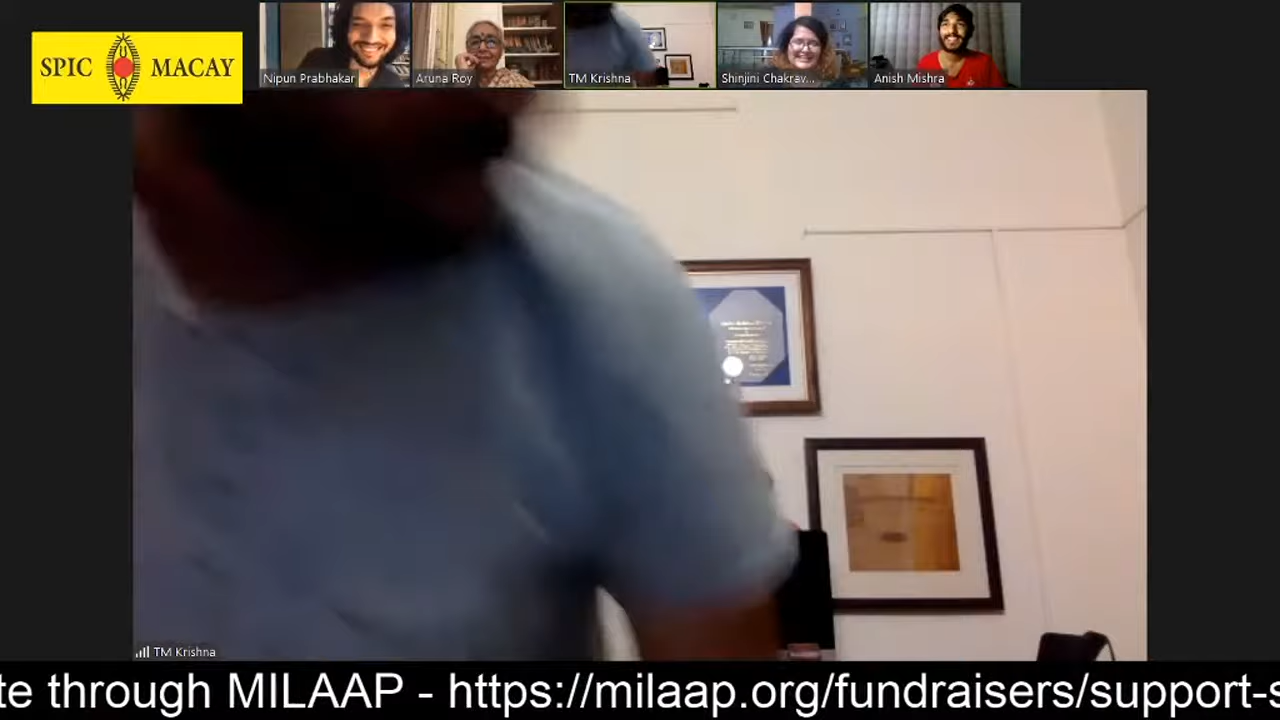 SPIC MACAY
Nipun Prabhakar
Aruna Roy
TM Krishna
Shinjini Chakrav...
Anish Mishra
TM Krishna
te through MILAAP - https://milaap.org/fundraisers/support-s